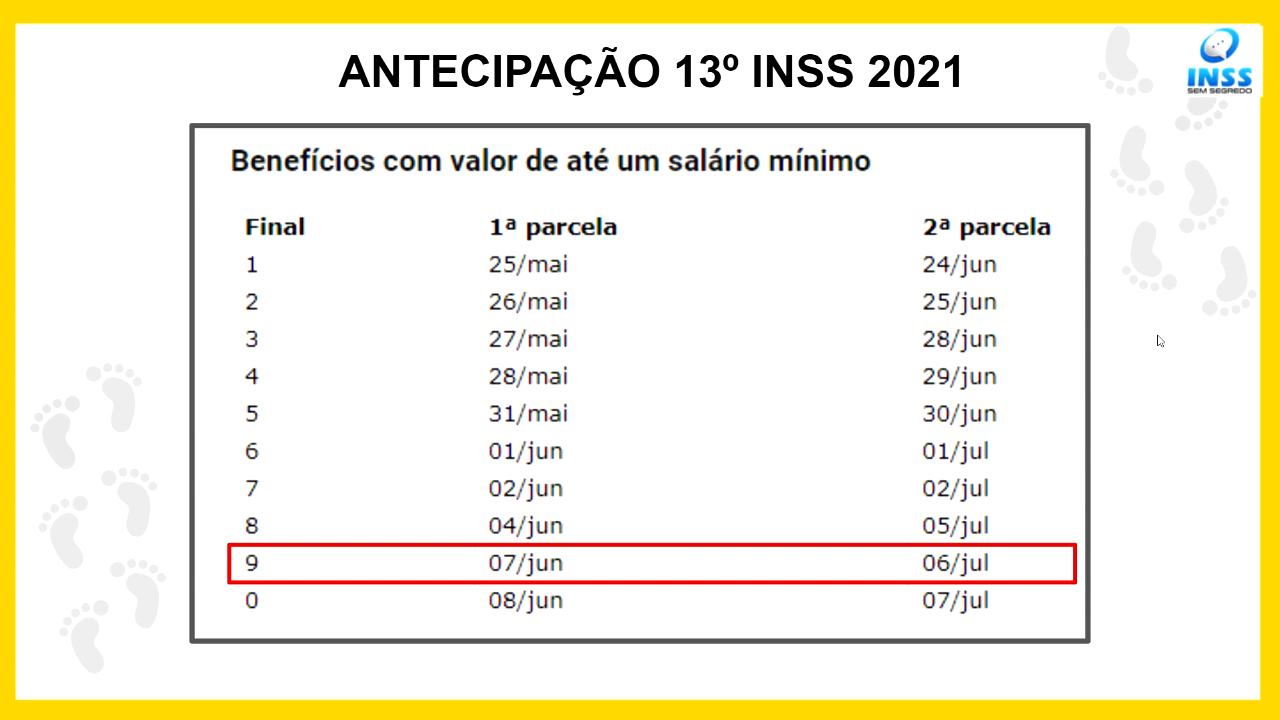 ANTECIPAÇÃO 13º INSS 2021
INSS
SEM SEGREDO
Benefícios com valor de até um salário mínimo
Final 1ª parcela 2ª parcela
1 25/mai 24/jun
2 26/mai 25/jun
3 27/mai 28/jun
4 28/mai 29/jun
5 31/mai 30/jun
6 01/jun 01/jul
7 02/jun 02/jul
8 04/jun 05/jul
9 07/jun 06/jul
0 08/jun 07/jul